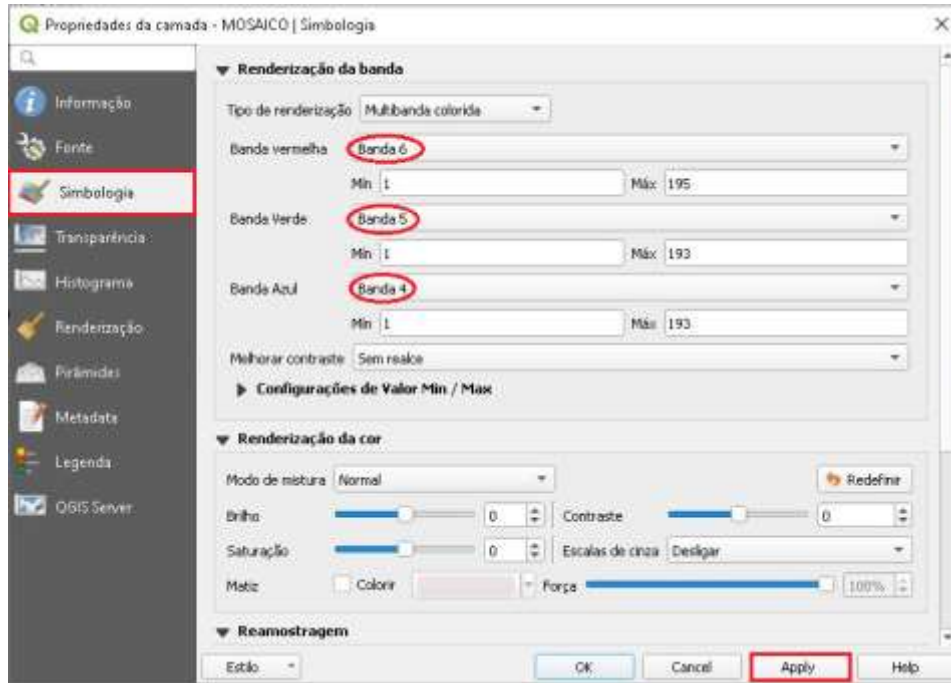 Propriedades da camada - MOSAICO | Simbologia
Informação
Fonte
Simbologia
Transparência
Histograma
Renderização
Pirâmides
Metadata
Legenda
QGIS Server
Renderização da banda
Tipo de renderização Multibanda colorida
Banda vermelha Banda 6
Mín 1 Máx 195
Banda Verde Banda 5
Mín 1 Máx 193
Banda Azul Banda 4
Mín 1 Máx 193
Melhorar contraste Sem realce
Configurações de Valor Min / Max
Renderização da cor
Modo de mistura Normal Redefinir
Brilho 0 Contraste 0
Saturação 0 Escalas de cinza Desligar
Matiz Colorir Força 100%
Reamostragem
Estilo OK Cancel Apply Help